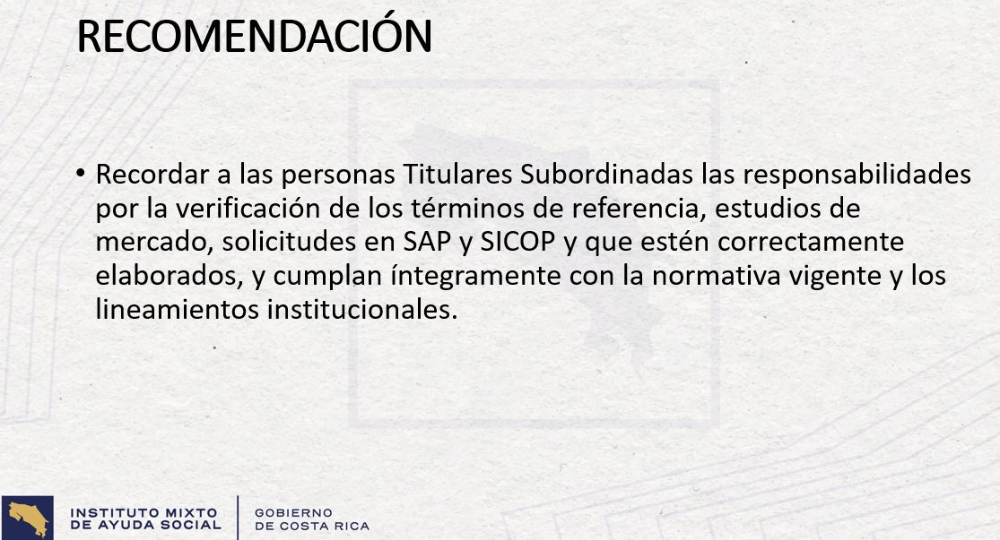 RECOMENDACIÓN
• Recordar a las personas Titulares Subordinadas las responsabilidades
por la verificación de los términos de referencia, estudios de
mercado, solicitudes en SAP y SICOP y que estén correctamente
elaborados, y cumplan íntegramente con la normativa vigente y los
lineamientos institucionales.
INSTITUTO MIXTO
DE AYUDA SOCIAL
GOBIERNO
DE COSTA RICA